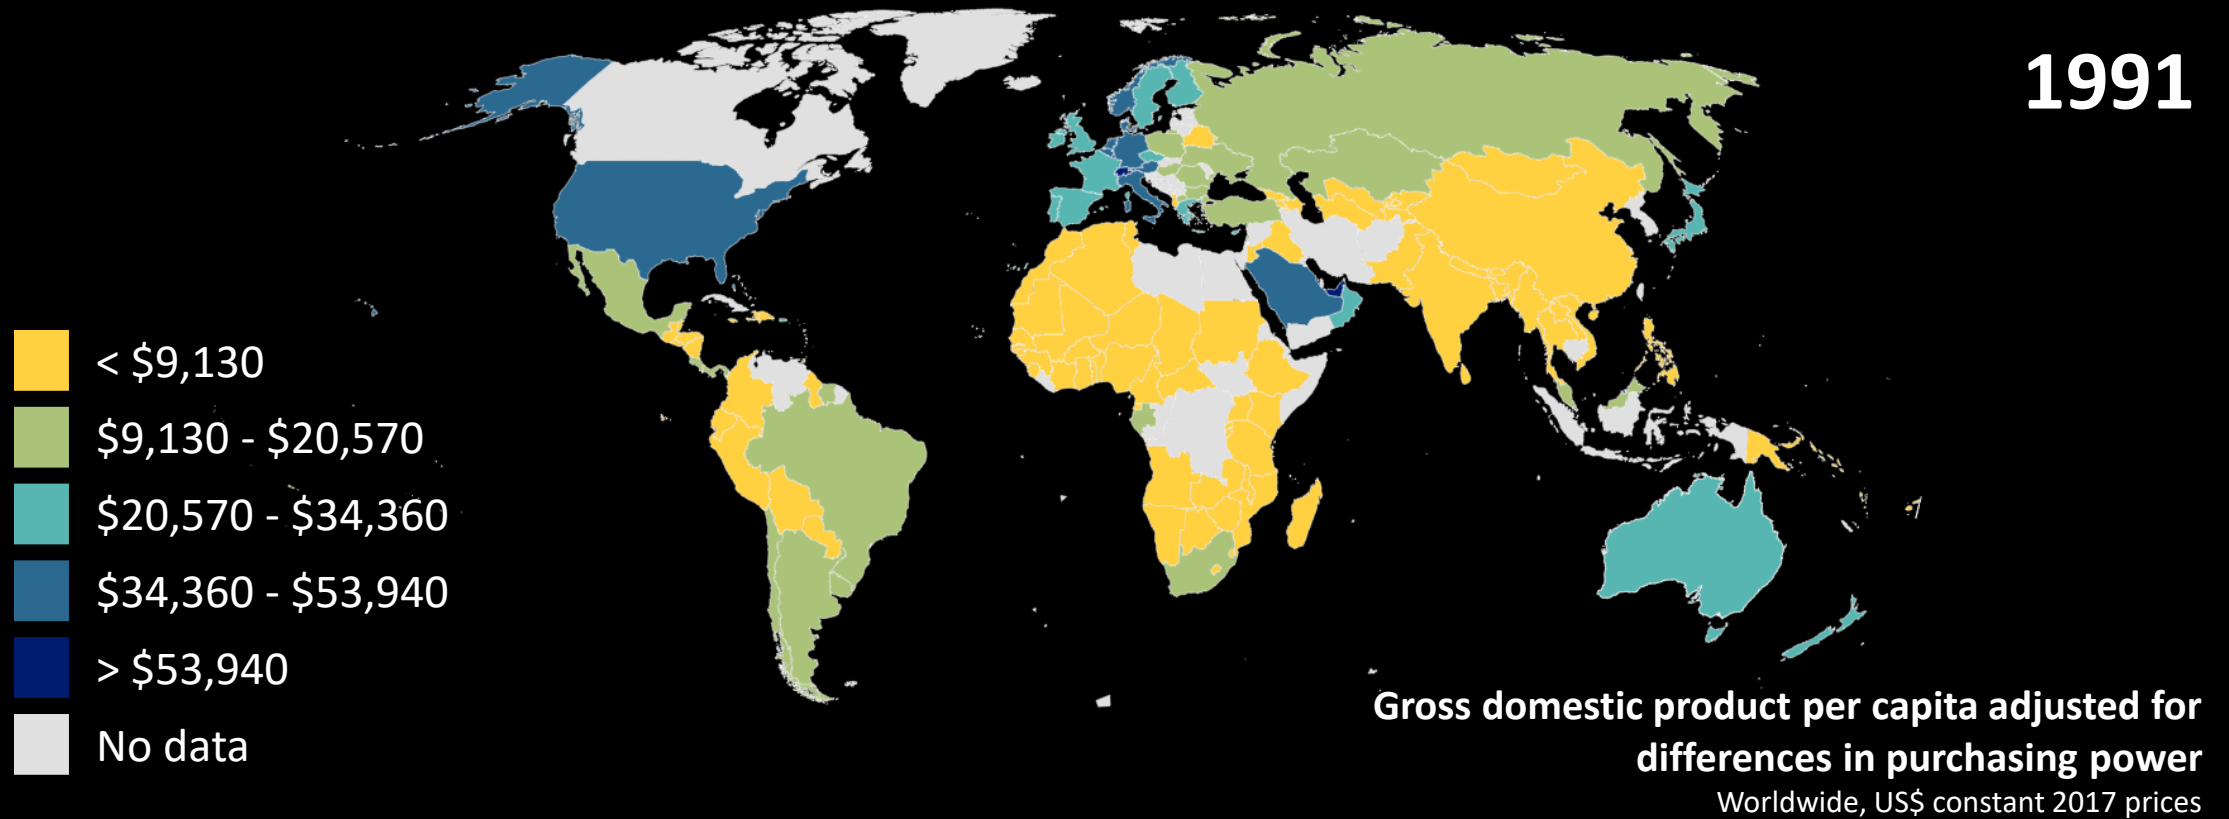 1991
< $9,130
$9,130 - $20,570
$20,570 - $34,360
$34,360 - $53,940
> $53,940
No data
Gross domestic product per capita adjusted for
differences in purchasing power
Worldwide, US$ constant 2017 prices